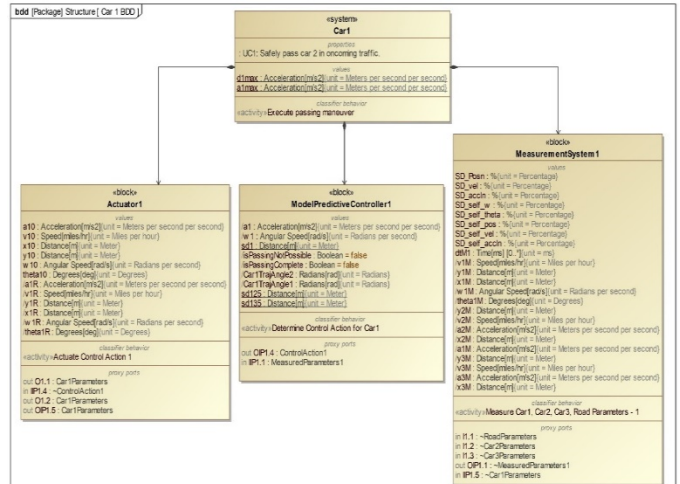 bdd [Package] Structure [ Car 1 BDD ]
«system»
Car1
properties
: UC1: Safely pass car 2 in oncoming traffic.
values
d1max : Acceleration[m/s2]{unit = Meters per second per second}
a1max : Acceleration[m/s2]{unit = Meters per second per second}
classifier behavior
«activity»Execute passing maneuver
«block»
Actuator1
values
a10 : Acceleration[m/s2]{unit = Meters per second per second}
v10 : Speed[miles/hr]{unit = Miles per hour}
x10 : Distance[m]{unit = Meter}
y10 : Distance[m]{unit = Meter}
w10 : Angular Speed[rad/s]{unit = Radians per second}
theta10 : Degrees[deg]{unit = Degrees}
/a1R : Acceleration[m/s2]{unit = Meters per second per second}
/v1R : Speed[miles/hr]{unit = Miles per hour}
/y1R : Distance[m]{unit = Meter}
/x1R : Distance[m]{unit = Meter}
/w1R : Angular Speed[rad/s]{unit = Radians per second}
/theta1R : Degrees[deg]{unit = Degrees}
classifier behavior
«activity»Actuate Control Action 1
proxy ports
out O1.1 : Car1Parameters
in IIP1.4 : ~ControlAction1
out O1.2 : Car1Parameters
out OIP1.5 : Car1Parameters
«block»
ModelPredictiveController1
values
/a1 : Acceleration[m/s2]{unit = Meters per second per second}
/w1 : Angular Speed[rad/s]{unit = Radians per second}
sd1 : Distance[m]{unit = Meter}
isPassingNotPossible : Boolean = false
isPassingComplete : Boolean = false
Car1TrajAngle2 : Radians[rad]{unit = Radians}
Car1TrajAngle1 : Radians[rad]{unit = Radians}
sd125 : Distance[m]{unit = Meter}
sd135 : Distance[m]{unit = Meter}
classifier behavior
«activity»Determine Control Action for Car1
proxy ports
out OIP1.4 : ControlAction1
in IIP1.1 : MeasuredParameters1
«block»
MeasurementSystem1
values
SD_Posn : %{unit = Percentage}
SD_vel : %{unit = Percentage}
SD_accln : %{unit = Percentage}
SD_self_w : %{unit = Percentage}
SD_self_theta : %{unit = Percentage}
SD_self_pos : %{unit = Percentage}
SD_self_vel : %{unit = Percentage}
SD_self_accln : %{unit = Percentage}
dtM1 : Time[ms] [0..*]{unit = ms}
/v1M : Speed[miles/hr]{unit = Miles per hour}
/y1M : Distance[m]{unit = Meter}
/x1M : Distance[m]{unit = Meter}
/w1M : Angular Speed[rad/s]{unit = Radians per second}
/theta1M : Degrees[deg]{unit = Degrees}
/y2M : Distance[m]{unit = Meter}
/v2M : Speed[miles/hr]{unit = Miles per hour}
/a2M : Acceleration[m/s2]{unit = Meters per second per second}
/x2M : Distance[m]{unit = Meter}
/a1M : Acceleration[m/s2]{unit = Meters per second per second}
/y3M : Distance[m]{unit = Meter}
/v3M : Speed[miles/hr]{unit = Miles per hour}
/a3M : Acceleration[m/s2]{unit = Meters per second per second}
/x3M : Distance[m]{unit = Meter}
classifier behavior
«activity»Measure Car1, Car2, Car3, Road Parameters - 1
proxy ports
in I1.1 : ~RoadParameters
in I1.2 : ~Car2Parameters
in I1.3 : ~Car3Parameters
out OIP1.1 : ~MeasuredParameters1
in IIP1.5 : ~Car1Parameters